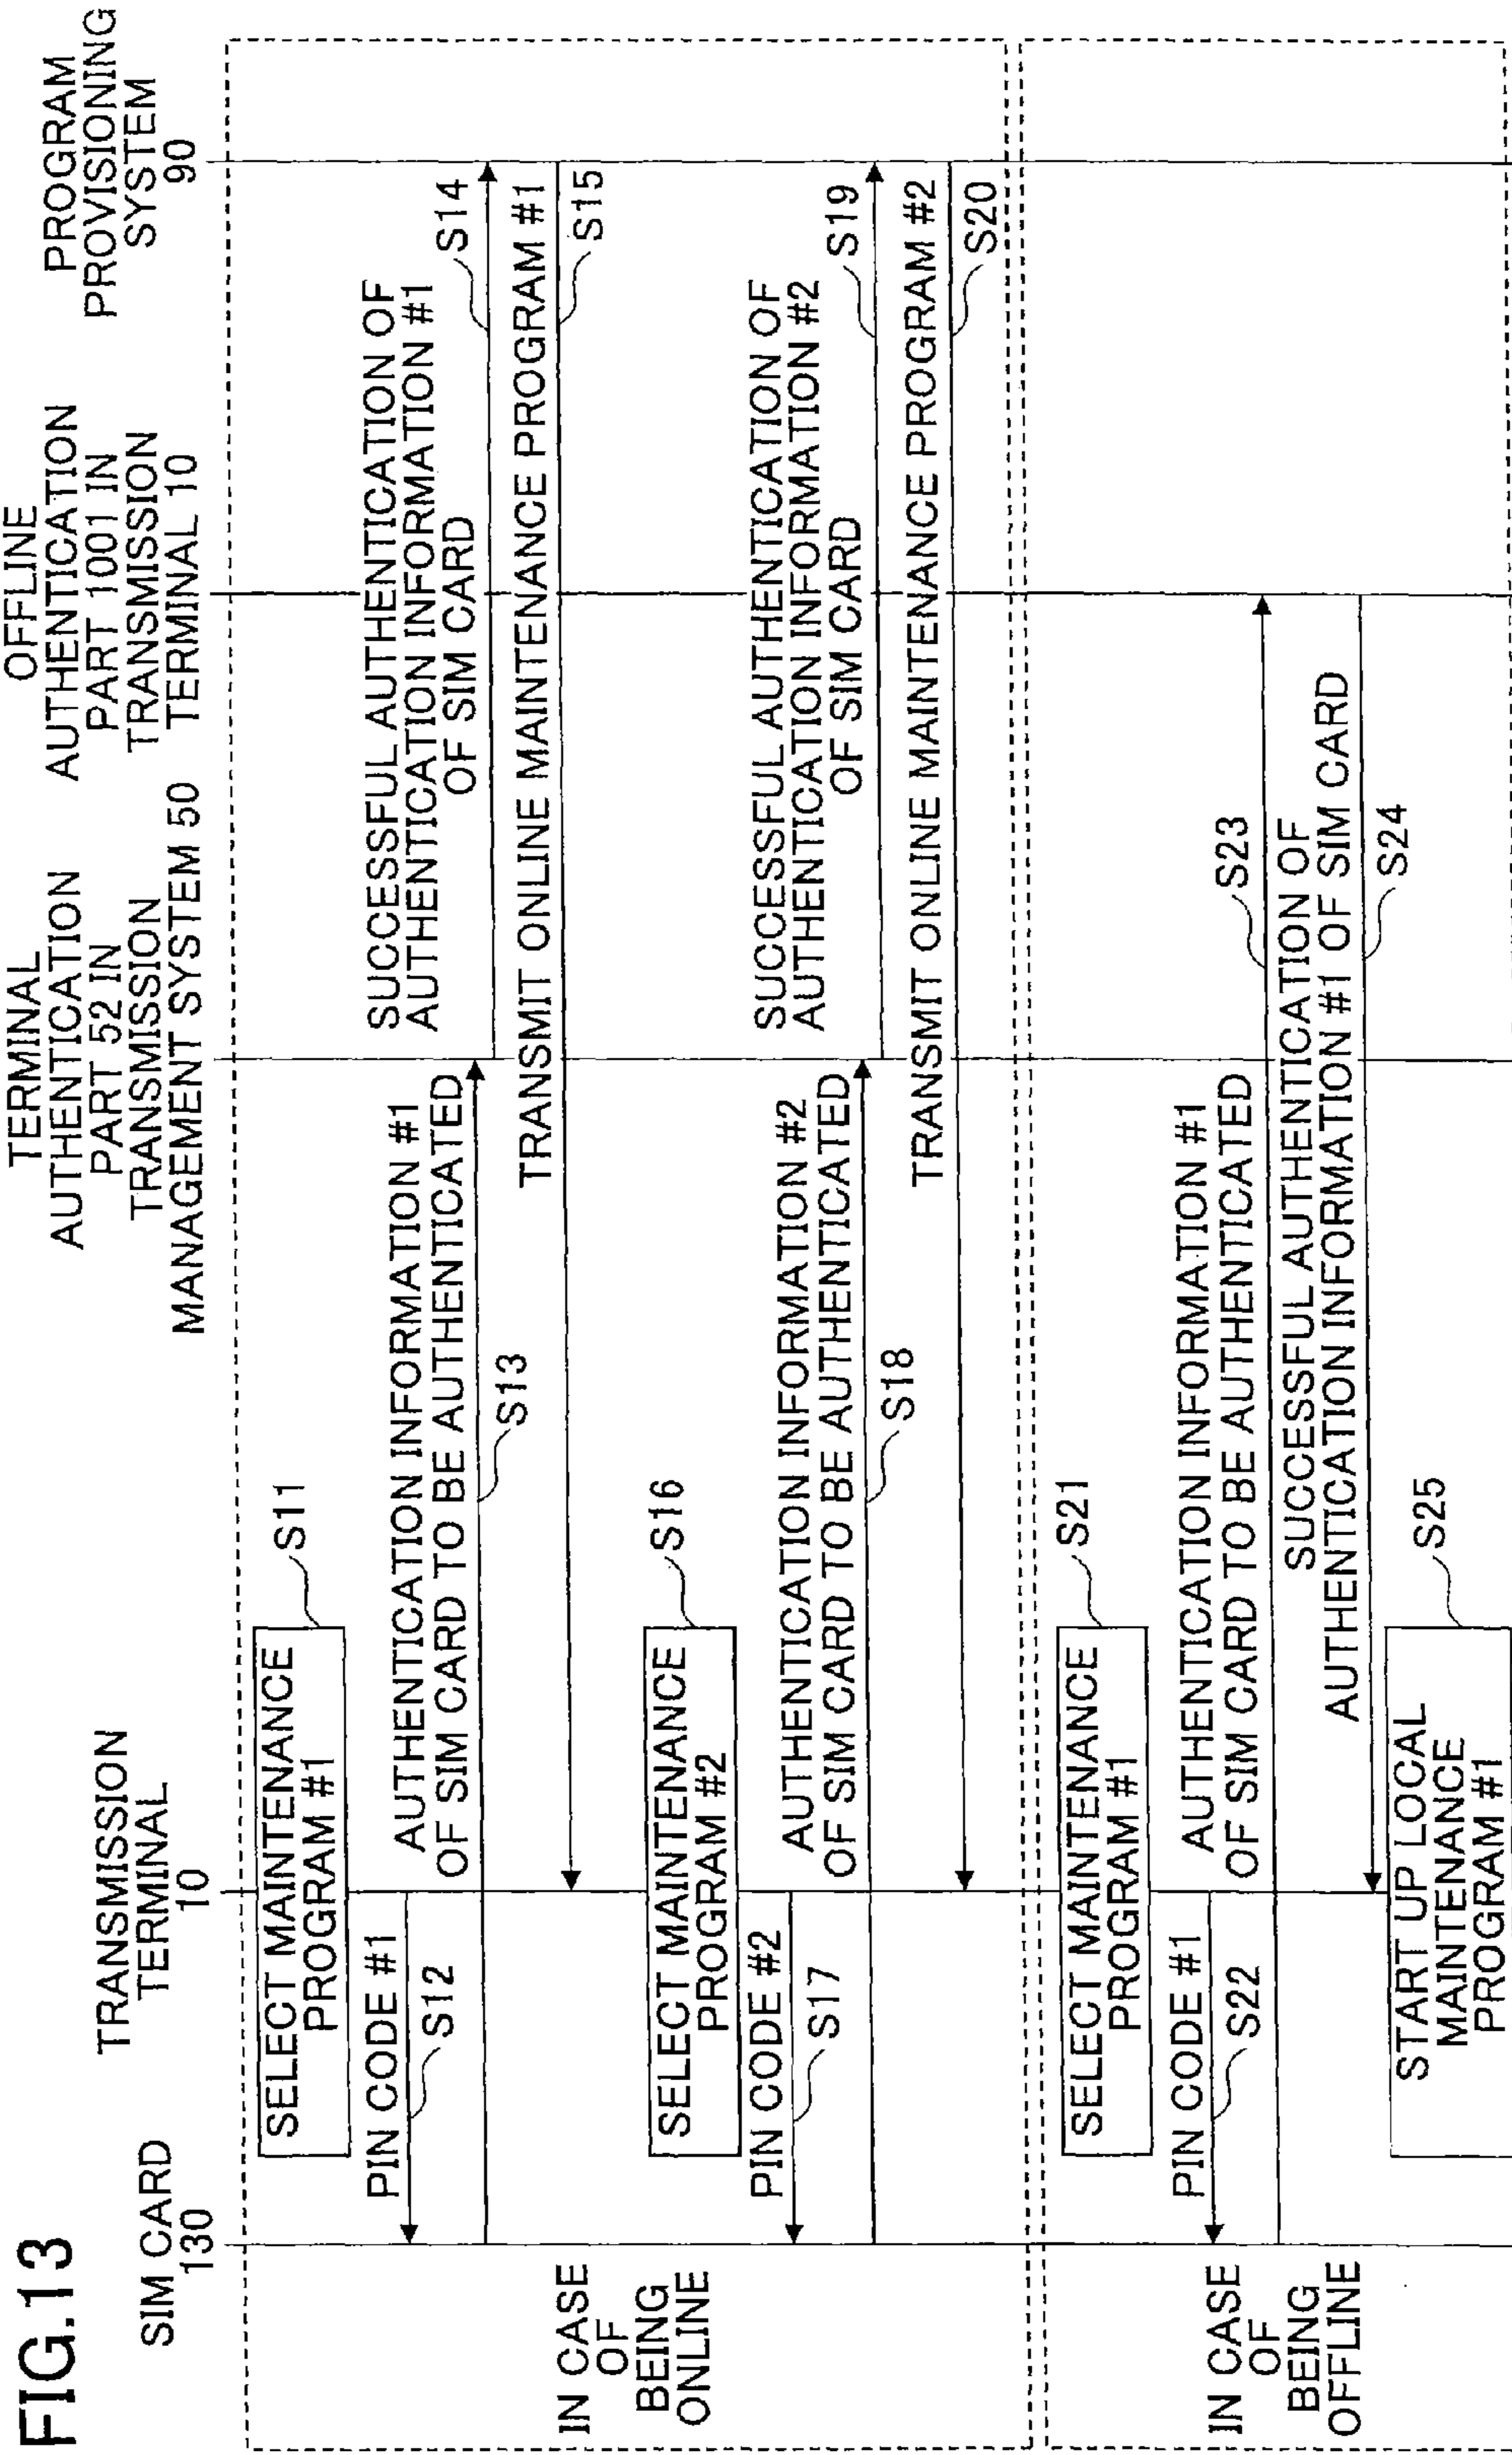 FIG.13
SIM CARD
130
TRANSMISSION
TERMINAL
10
TERMINAL
AUTHENTICATION
PART 52 IN
TRANSMISSION
MANAGEMENT SYSTEM 50
OFFLINE
AUTHENTICATION
PART 1001 IN
TRANSMISSION
TERMINAL 10
PROGRAM
PROVISIONING
SYSTEM
90
IN CASE
OF
BEING
ONLINE
SELECT MAINTENANCE
PROGRAM #1
S11
PIN CODE #1
S12
AUTHENTICATION INFORMATION #1
OF SIM CARD TO BE AUTHENTICATED
S13
SUCCESSFUL AUTHENTICATION OF
AUTHENTICATION INFORMATION #1
OF SIM CARD
S14
TRANSMIT ONLINE MAINTENANCE PROGRAM #1
S15
SELECT MAINTENANCE
PROGRAM #2
S16
PIN CODE #2
S17
AUTHENTICATION INFORMATION #2
OF SIM CARD TO BE AUTHENTICATED
S18
SUCCESSFUL AUTHENTICATION OF
AUTHENTICATION INFORMATION #2
OF SIM CARD
S19
TRANSMIT ONLINE MAINTENANCE PROGRAM #2
S20
IN CASE
OF
BEING
OFFLINE
SELECT MAINTENANCE
PROGRAM #1
S21
PIN CODE #1
S22
AUTHENTICATION INFORMATION #1
OF SIM CARD TO BE AUTHENTICATED
S23
SUCCESSFUL AUTHENTICATION OF
AUTHENTICATION INFORMATION #1 OF SIM CARD
S24
START UP LOCAL
MAINTENANCE
PROGRAM #1
S25